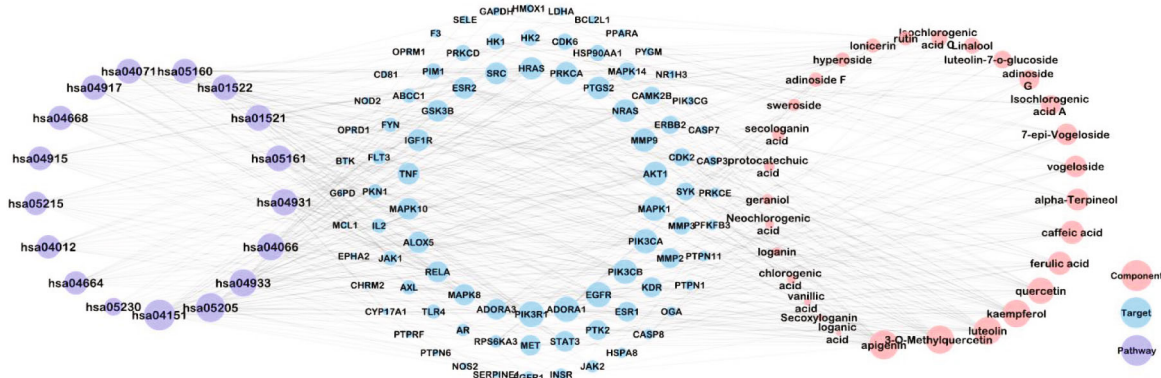 hsa04071
hsa05160
hsa04917
hsa01522
hsa04668
hsa01521
hsa04915
hsa05161
hsa05215
hsa04931
hsa04012
hsa04066
hsa04664
hsa04933
hsa05230
hsa04151
hsa05205
GAPDH
HMOX1
LDHA
SELE
BCL2L1
F3
HK1
HK2
CDK6
PPARA
OPRM1
PRKCD
HSP90AA1
PYGM
CD81
PIM1
SRC
HRAS
PRKCA
MAPK14
NR1H3
NOD2
ABCC1
ESR2
PTGS2
CAMK2B
PIK3CG
OPRD1
FYN
GSK3B
NRAS
ERBB2
CASP7
BTK
FLT3
IGF1R
MMP9
CDK2
CASP3
G6PD
PKN1
TNF
AKT1
SYK
PRKCE
MCL1
IL2
MAPK10
MAPK1
MMP3
PFKFB3
EPHA2
JAK1
ALOX5
PIK3CA
MMP2
PTPN11
CHRM2
AXL
RELA
PIK3CB
KDR
PTPN1
CYP17A1
TLR4
MAPK8
ADORA3
PIK3R1
ADORA1
EGFR
ESR1
OGA
PTPRF
AR
RPS6KA3
MET
STAT3
PTK2
CASP8
PTPN6
NOS2
SERPINE1
INSR
JAK2
HSPA8
Isochlorogenic
acid C
rutin
Linalool
lonicerin
luteolin-7-o-glucoside
hyperoside
adinoside F
adinoside
G
sweroside
Isochlorogenic
acid A
secologanin
acid
7-epi-Vogeloside
protocatechuic
acid
vogeloside
geraniol
alpha-Terpineol
Neochlorogenic
acid
caffeic acid
loganin
ferulic acid
chlorogenic
acid
quercetin
vanillic
acid
kaempferol
Secoxyloganin
luteolin
loganic
acid
3-O-Methylquercetin
apigenin
Component
Target
Pathway